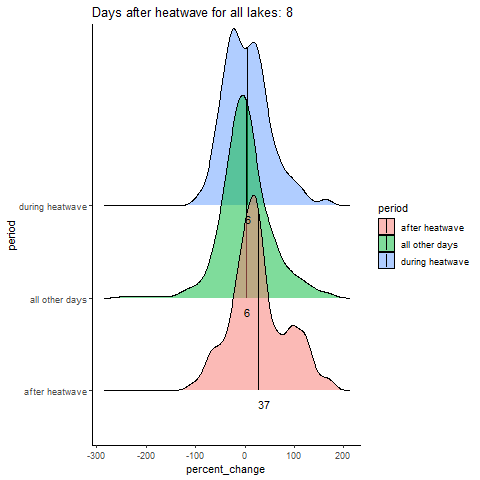 Days after heatwave for all lakes: 8
during heatwave
6
all other days
6
after heatwave
37
-300 -200 -100 0 100 200
percent_change
period
period
after heatwave
all other days
during heatwave